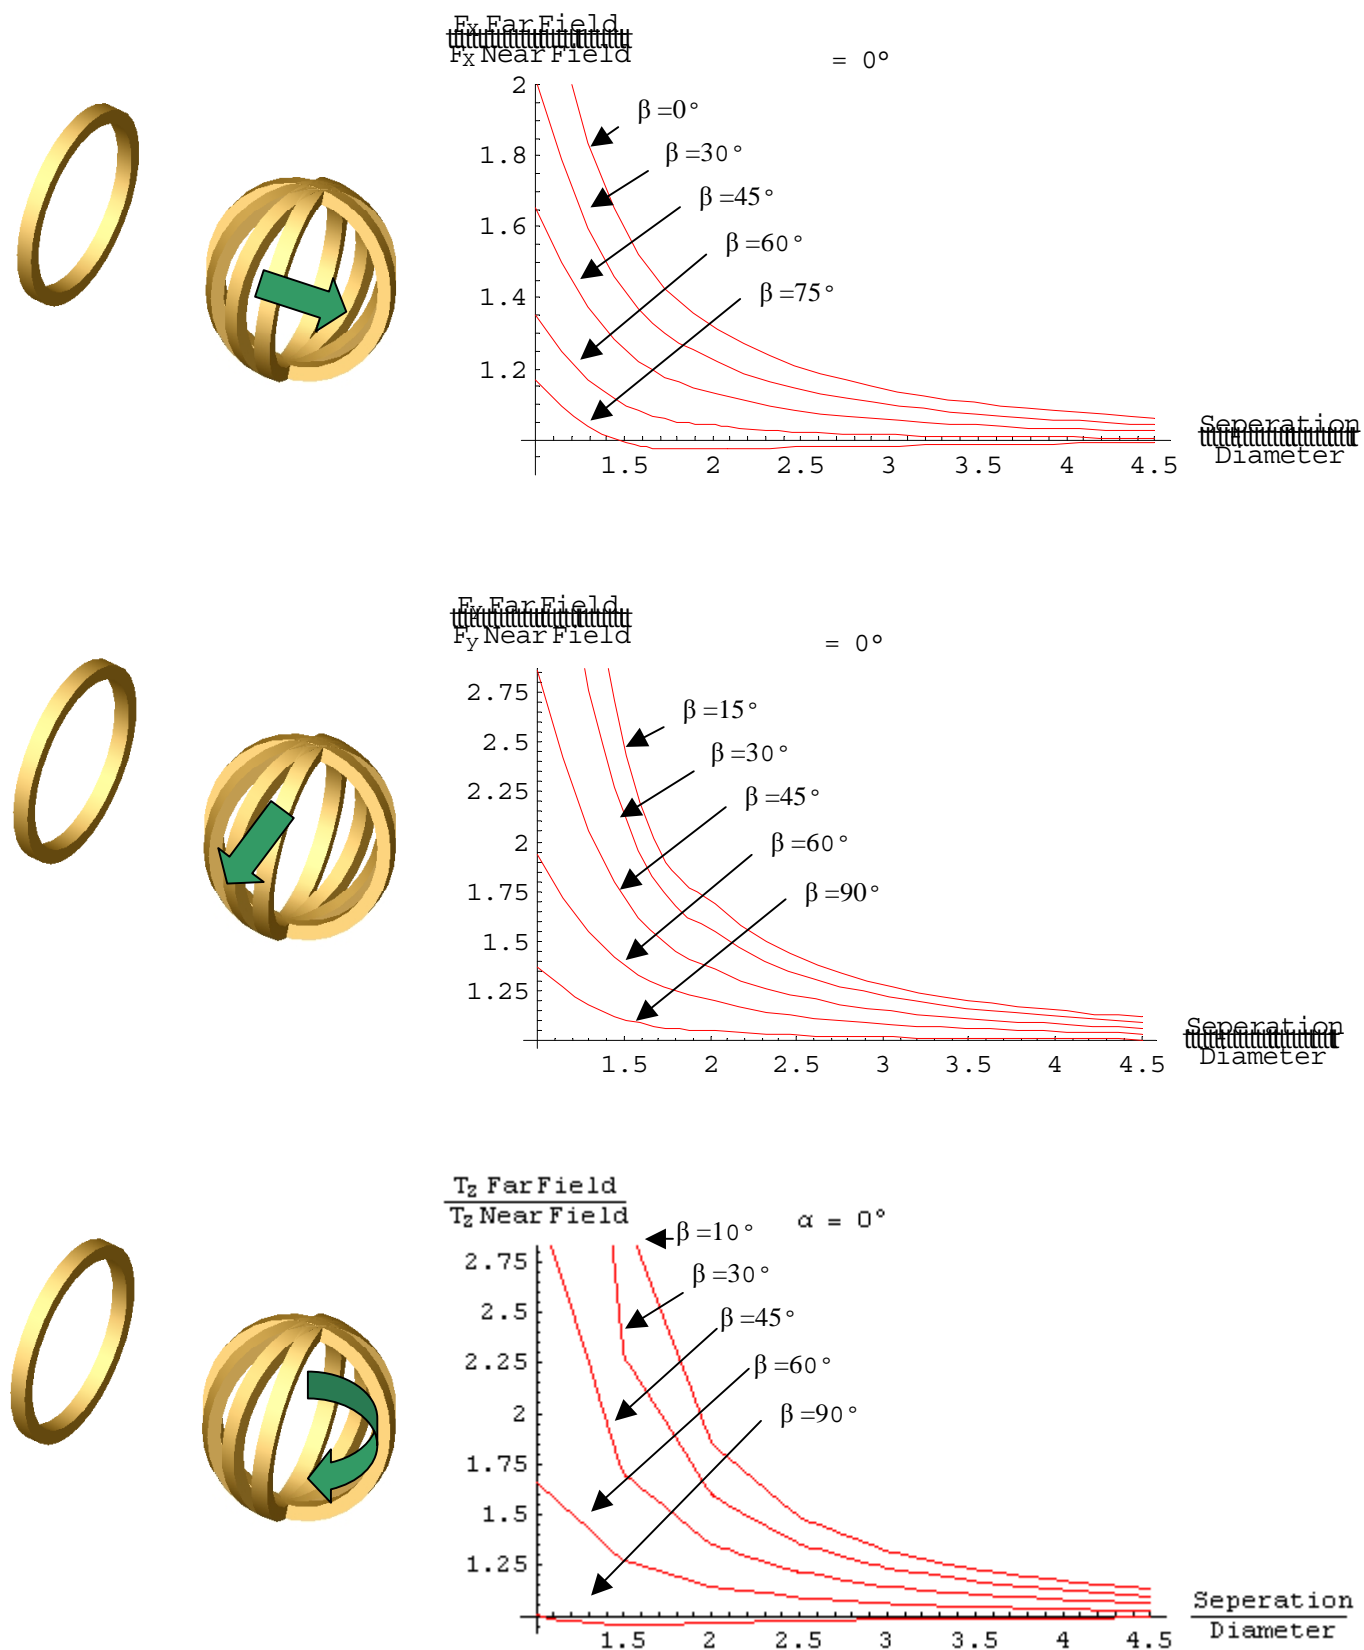 Fx Far Field
Fx Near Field
= 0°
2
1.8
1.6
1.4
1.2
β =0°
β =30°
β =45°
β =60°
β =75°
1.5 2 2.5 3 3.5 4 4.5
Seperation
Diameter
Fy Far Field
Fy Near Field
= 0°
2.75
2.5
2.25
2
1.75
1.5
1.25
β =15°
β =30°
β =45°
β =60°
β =90°
1.5 2 2.5 3 3.5 4 4.5
Seperation
Diameter
Tz Far Field
Tz Near Field
α = 0°
2.75
2.5
2.25
2
1.75
1.5
1.25
β =10°
β =30°
β =45°
β =60°
β =90°
1.5 2 2.5 3 3.5 4 4.5
Seperation
Diameter